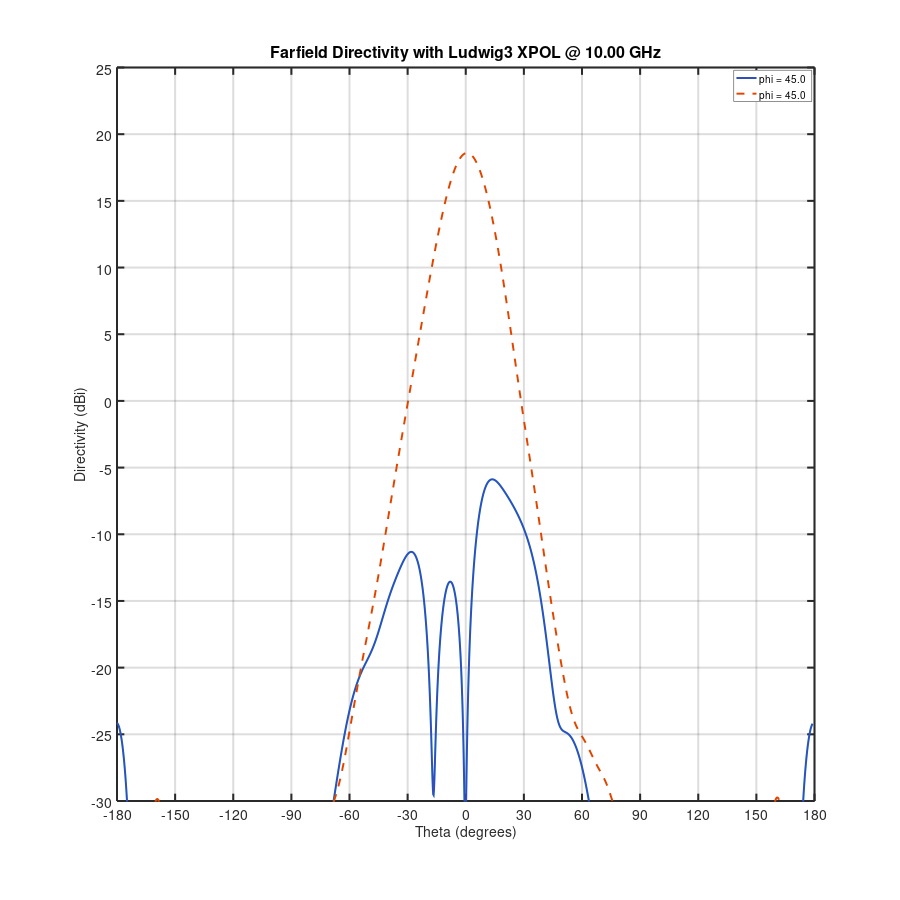 Farfield Directivity with Ludwig3 XPOL @ 10.00 GHz
25
phi = 45.0
phi = 45.0
20
15
10
5
0
-5
-10
-15
-20
-25
-30
Directivity (dBi)
-180 -150 -120 -90 -60 -30 0 30 60 90 120 150 180
Theta (degrees)